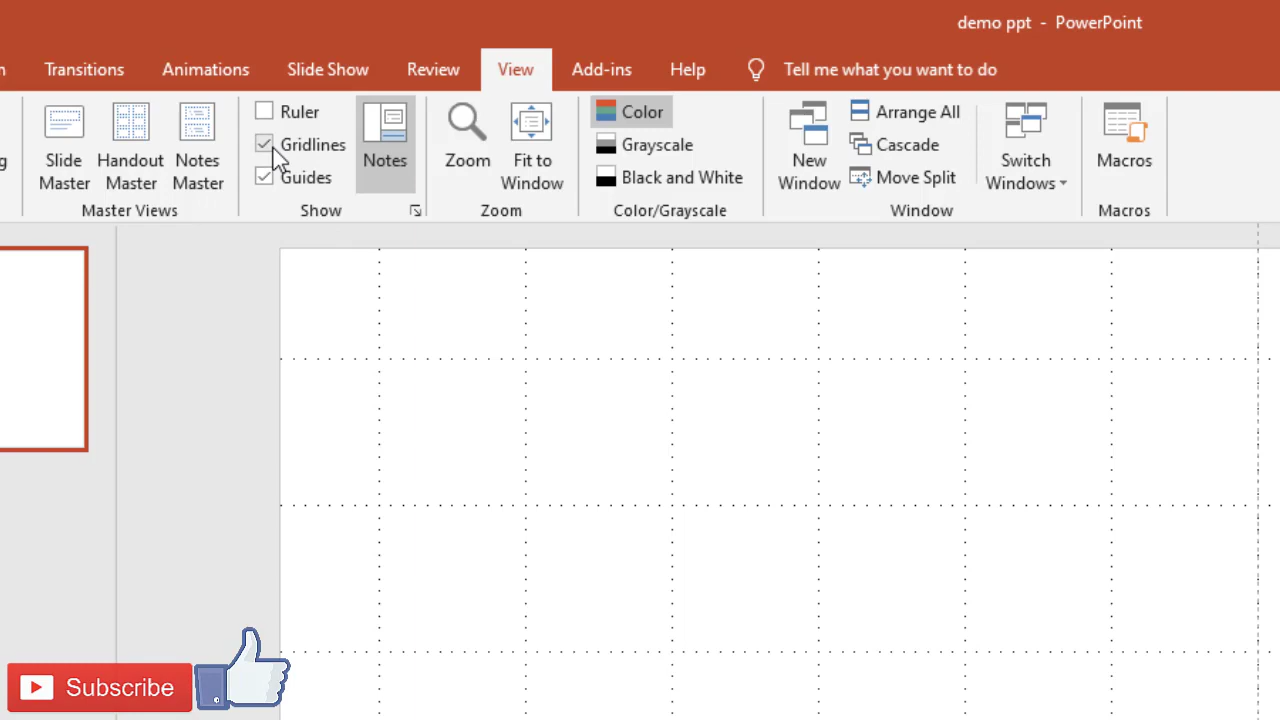 demo ppt - PowerPoint
Transitions Animations Slide Show Review View Add-ins Help Tell me what you want to do
Ruler
Gridlines
Guides
Slide Master
Handout Master
Notes Master
Master Views
Notes
Show
Zoom
Fit to Window
Zoom
Color
Grayscale
Black and White
Color/Grayscale
New Window
Arrange All
Cascade
Move Split
Switch Windows
Window
Macros
Macros
Subscribe